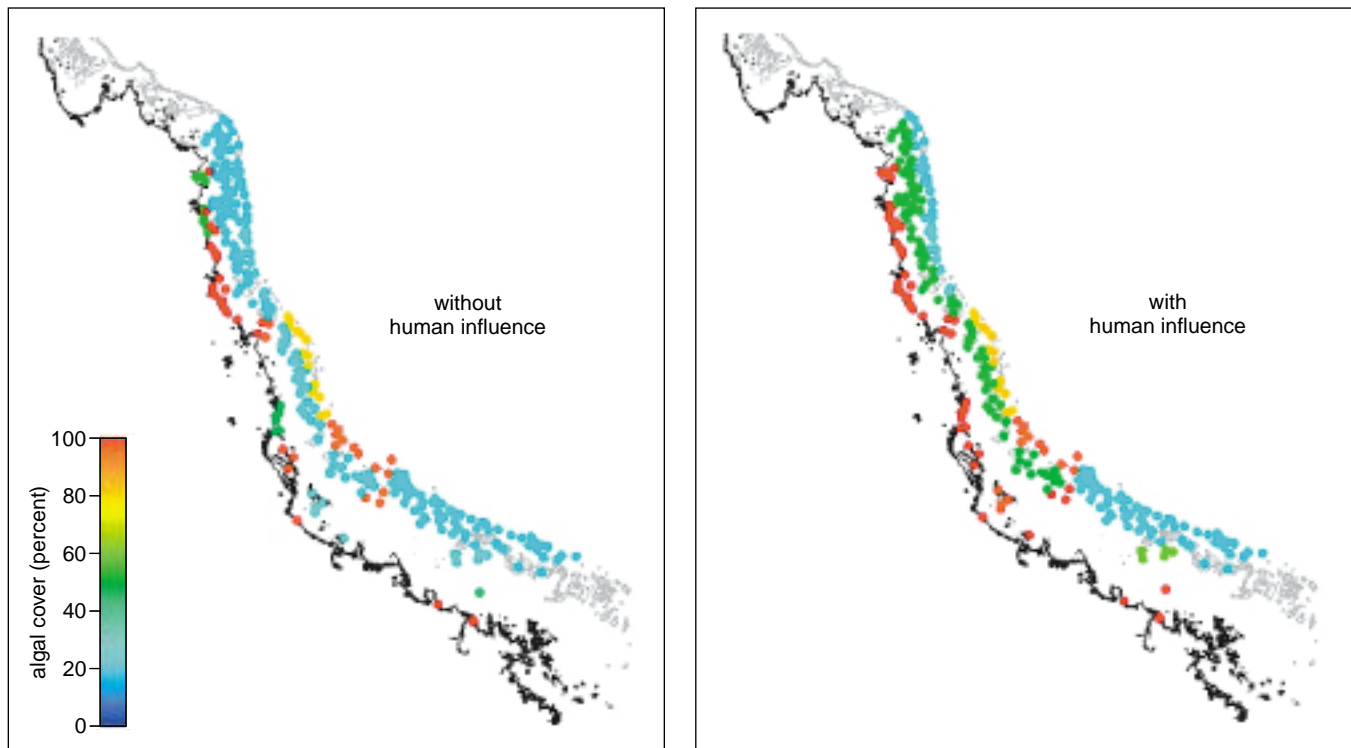 without
human influence
with
human influence
algal cover (percent)
100
80
60
40
20
0